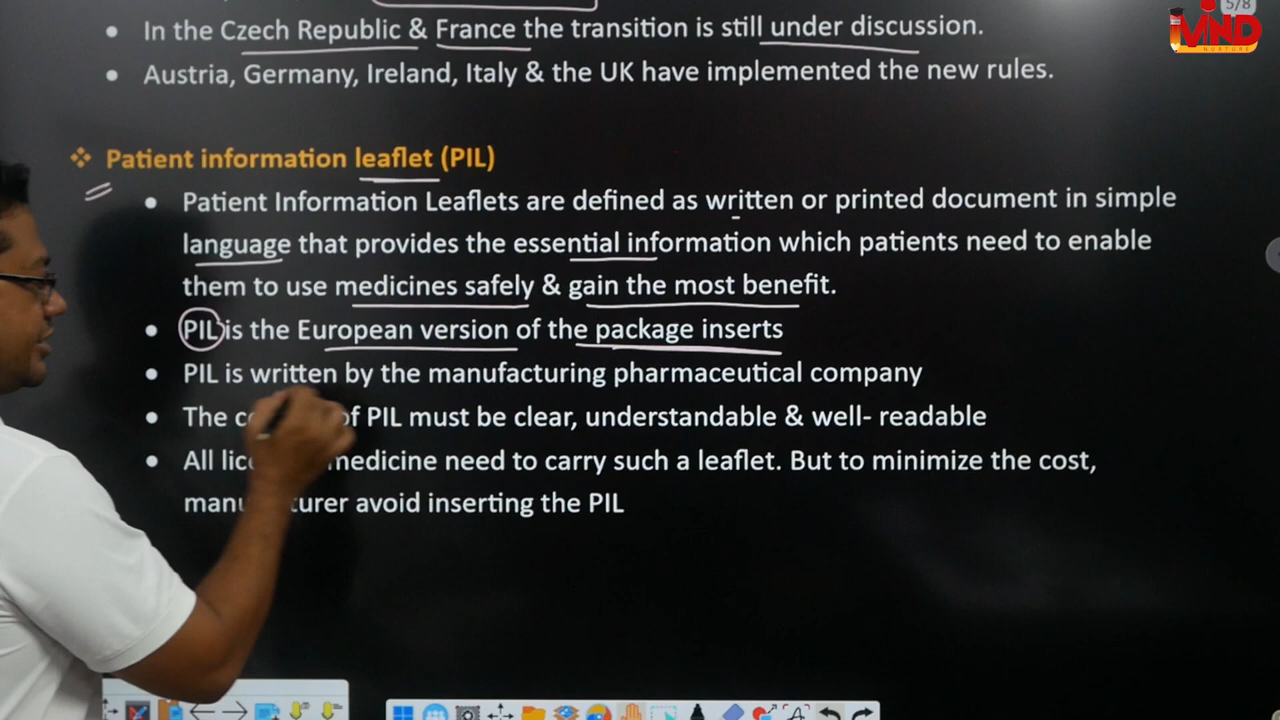 5/8
MIND
NURTURE
• In the Czech Republic & France the transition is still under discussion.
• Austria, Germany, Ireland, Italy & the UK have implemented the new rules.
❖ Patient information leaflet (PIL)
• Patient Information Leaflets are defined as written or printed document in simple
language that provides the essential information which patients need to enable
them to use medicines safely & gain the most benefit.
• PIL is the European version of the package inserts
• PIL is written by the manufacturing pharmaceutical company
• The of PIL must be clear, understandable & well- readable
• All medicine need to carry such a leaflet. But to minimize the cost,
avoid inserting the PIL